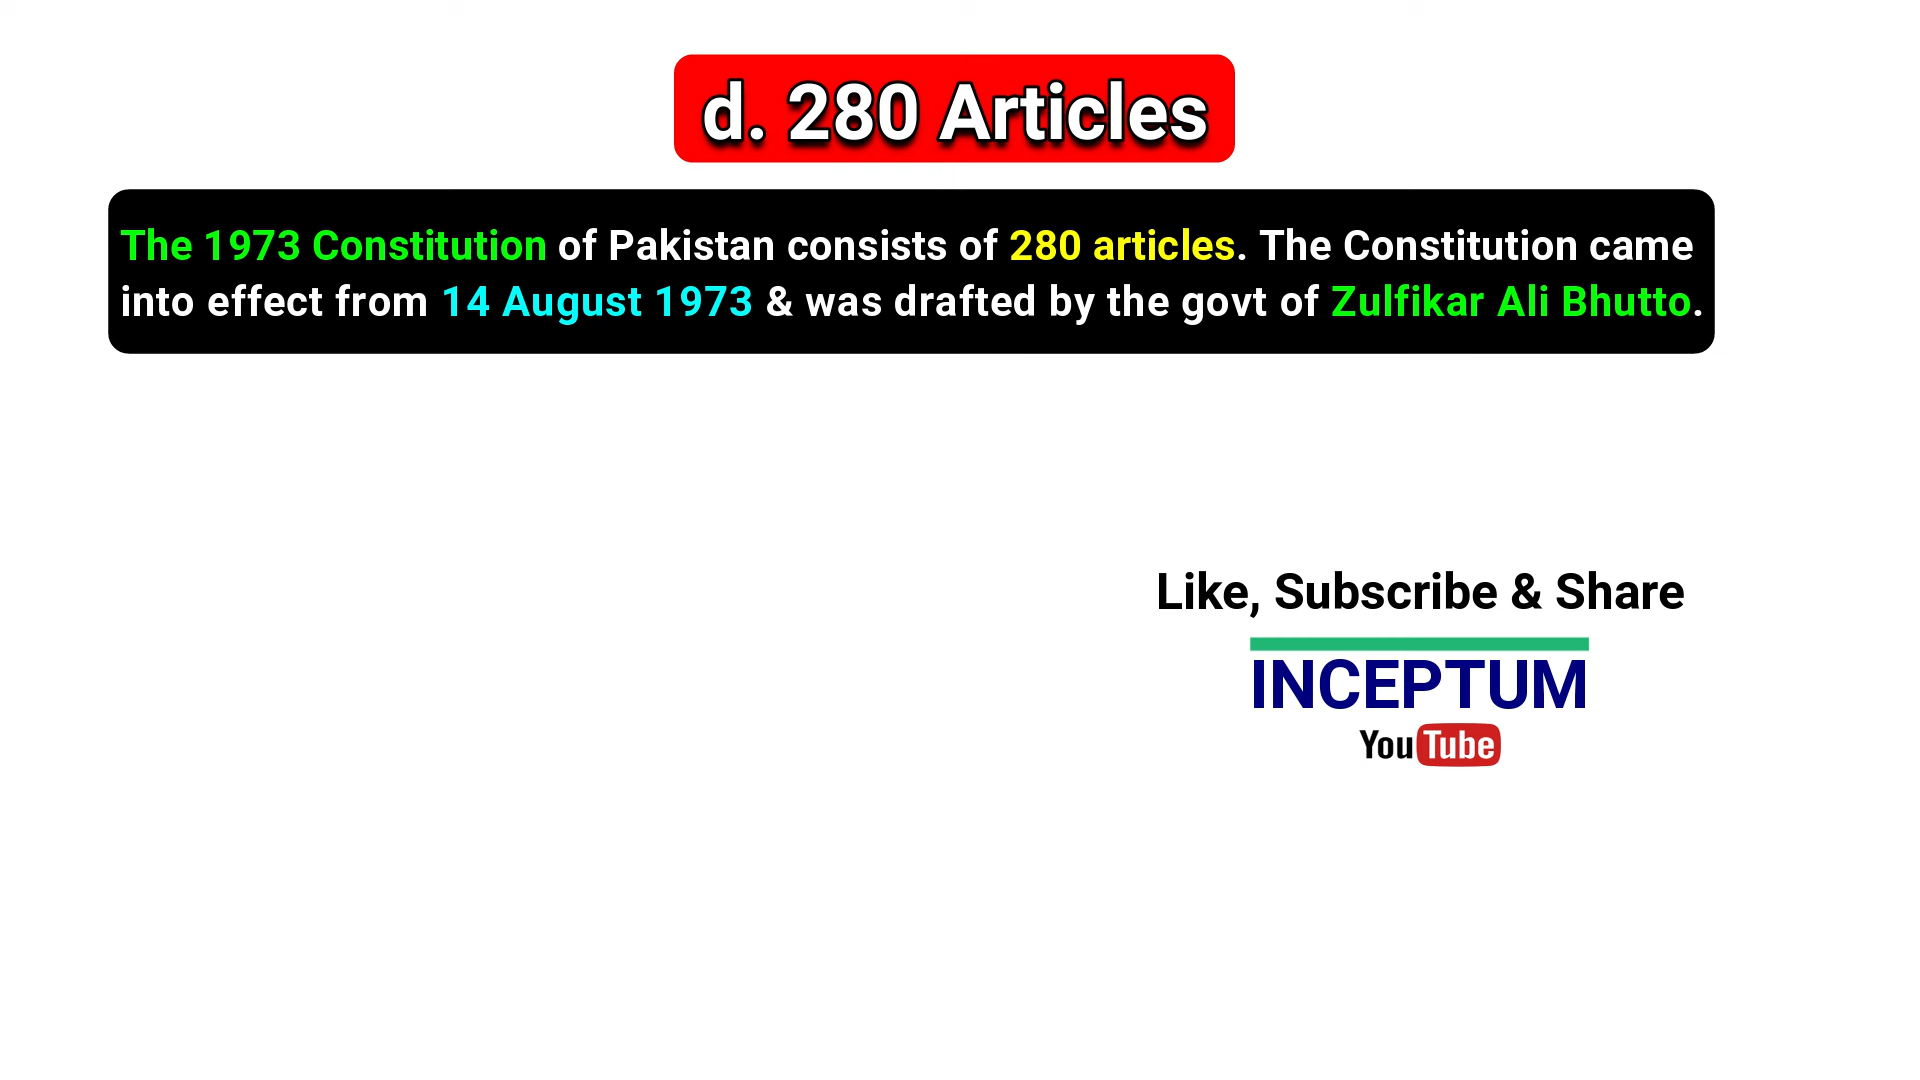 d. 280 Articles
The 1973 Constitution of Pakistan consists of 280 articles. The Constitution came
into effect from 14 August 1973 & was drafted by the govt of Zulfikar Ali Bhutto.
Like, Subscribe & Share
INCEPTUM
YouTube